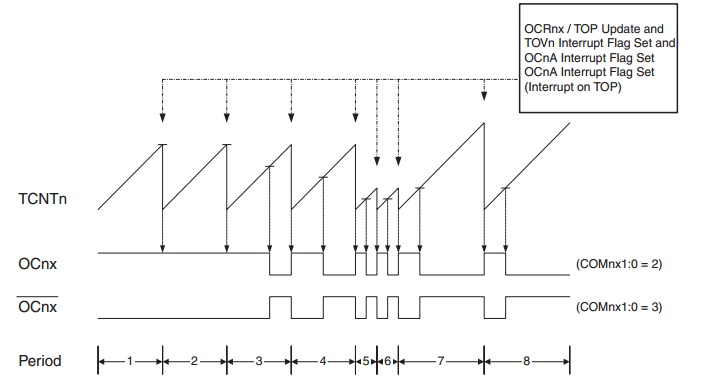 OCRnx / TOP Update and
TOVn Interrupt Flag Set and
OCnA Interrupt Flag Set
OCnA Interrupt Flag Set
(Interrupt on TOP)
TCNTn
OCnx
(COMnx1:0 = 2)
OCnx
(COMnx1:0 = 3)
Period
1
2
3
4
5
6
7
8